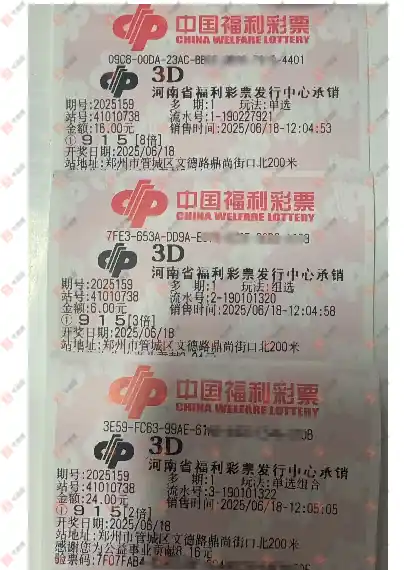 中国福利彩票
CHINA WELFARE LOTTERY
09C8-00DA-23AC- 4401
3D
河南省福利彩票发行中心承销
期号:2025159 多 期:1 玩法:单选
站号:41010738 流水号:1-190227921
金额:16.00元 销售时间:2025/06/18-12:04:53
① 915[8倍]
开奖日期:2025/06/18
站地址:郑州市管城区文德路鼎尚街口北200米
中国福利彩票
CHINA WELFARE LOTTERY
7FE3-653A-DD9A-
3D
河南省福利彩票发行中心承销
期号:2025159 多 期:1 玩法:组选
站号:41010738 流水号:2-190101320
金额:6.00元 销售时间:2025/06/18-12:04:58
① 915[3倍]
开奖日期:2025/06/18
站地址:郑州市管城区文德路鼎尚街口北200米
中国福利彩票
CHINA WELFARE LOTTERY
3E59-FC63-99AE-61
3D
河南省福利彩票发行中心承销
期号:2025159 多 期:1 玩法:单选组合
站号:41010738 流水号:3-190101322
金额:24.00元 销售时间:2025/06/18-12:05:05
① 915[2倍]
开奖日期:2025/06/18
站地址:郑州市管城区文德路鼎尚街口北200米
感谢您为公益事业贡献8.16元
验票码:7F07FAB4